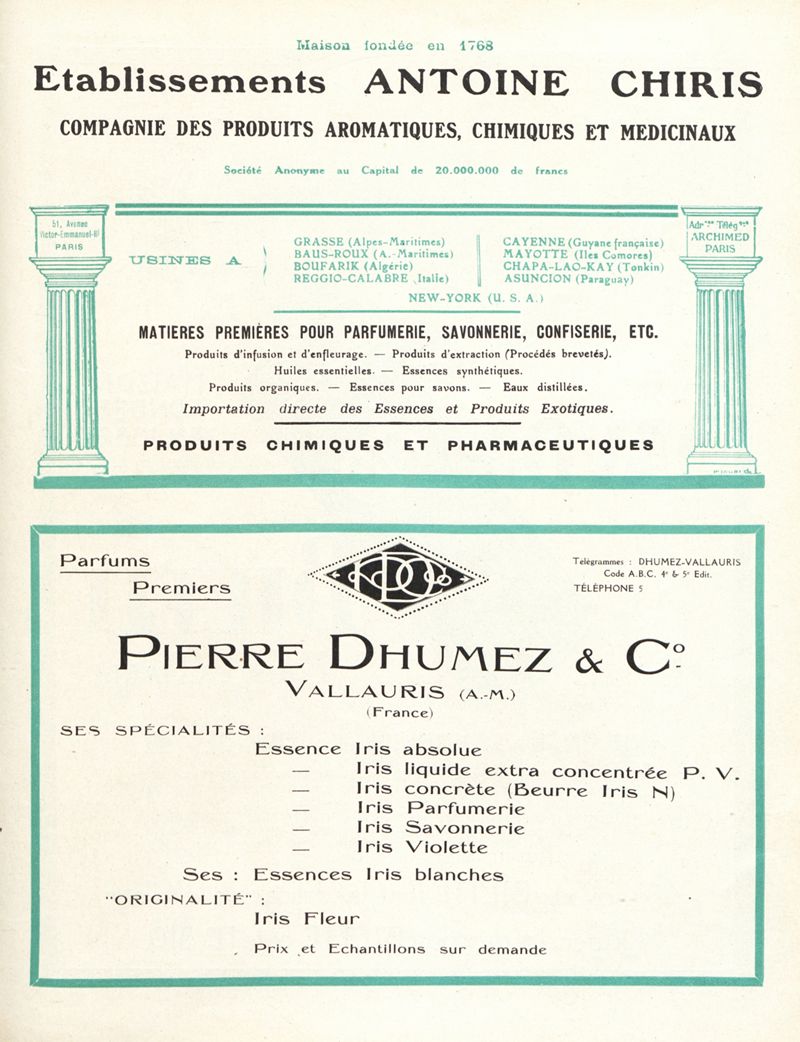 Maison fondée en 1768
Etablissements ANTOINE CHIRIS
COMPAGNIE DES PRODUITS AROMATIQUES, CHIMIQUES ET MEDICINAUX
Société Anonyme au Capital de 20.000.000 de francs
51, Avenue
Victor-Emmanuel-III
PARIS
USINES A
GRASSE (Alpes-Maritimes)
BAUS-ROUX (A.-Maritimes)
BOUFARIK (Algérie)
REGGIO-CALABRE (Italie)
CAYENNE (Guyane française)
MAYOTTE (Iles Comores)
CHAPA-LAO-KAY (Tonkin)
ASUNCION (Paraguay)
NEW-YORK (U. S. A.)
Adr^sse Télég^que
ARCHIMED
PARIS
MATIERES PREMIÈRES POUR PARFUMERIE, SAVONNERIE, CONFISERIE, ETC.
Produits d'infusion et d'enfleurage. — Produits d'extraction (Procédés brevetés).
Huiles essentielles. — Essences synthétiques.
Produits organiques. — Essences pour savons. — Eaux distillées.
Importation directe des Essences et Produits Exotiques.
PRODUITS CHIMIQUES ET PHARMACEUTIQUES
Parfums
Premiers
Télégrammes : DHUMEZ-VALLAURIS
Code A.B.C. 4e & 5e Edit.
TÉLÉPHONE 5
PIERRE DHUMEZ & Co
VALLAURIS (A.-M.)
(France)
SES SPÉCIALITÉS :
Essence Iris absolue
— Iris liquide extra concentrée P. V.
— Iris concrète (Beurre Iris N)
— Iris Parfumerie
— Iris Savonnerie
— Iris Violette
Ses : Essences Iris blanches
"ORIGINALITÉ" :
Iris Fleur
Prix et Echantillons sur demande